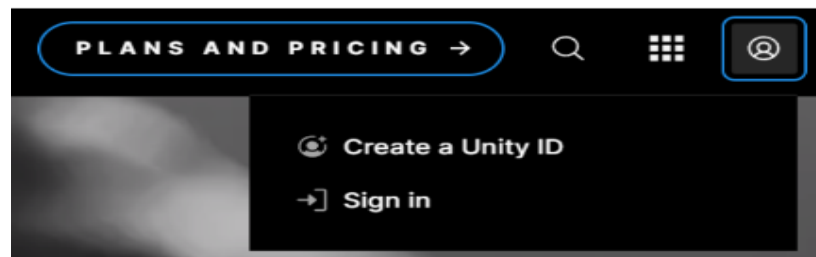 PLANS AND PRICING →
Create a Unity ID
Sign in